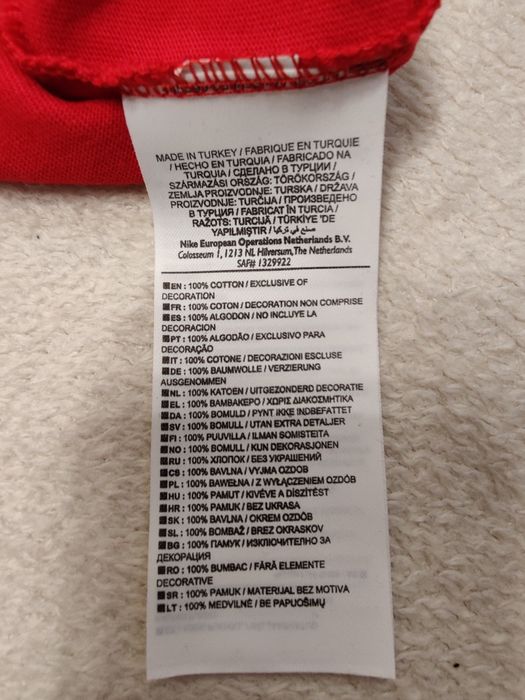 MADE IN TURKEY / FABRIQUE EN TURQUIE
/ HECHO EN TURQUIA / FABRICADO NA
TURQUIA / СДЕЛАНО В ТУРЦИИ /
SZÁRMAZÁSI ORSZÁG: TÖRÖKORSZÁG /
ZEMLJA PROIZVODNJE: TURSKA / DRŽAVA
PROIZVODNJE: TURČIJA / ПРОИЗВЕДЕНО
В ТУРЦИЯ / FABRICAT ÎN TURCIA /
RAŽOTS: TURCIJĀ / TÜRKİYE 'DE
YAPILMIŞTIR / صنع في تركيا
Nike European Operations Netherlands B.V.
Colosseum 1, 1213 NL Hilversum, The Netherlands
SAF# 1329922
EN : 100% COTTON / EXCLUSIVE OF
DECORATION
FR : 100% COTON / DECORATION NON COMPRISE
ES : 100% ALGODON / NO INCLUYE LA
DECORACION
PT : 100% ALGODÃO / EXCLUSIVO PARA
DECORAÇÃO
IT : 100% COTONE / DECORAZIONI ESCLUSE
DE : 100% BAUMWOLLE / VERZIERUNG
AUSGENOMMEN
NL : 100% KATOEN / UITGEZONDERD DECORATIE
EL : 100% ΒΑΜΒΑΚΕΡΟ / ΧΩΡΙΣ ΔΙΑΚΟΣΜΗΤΙΚΑ
DA : 100% BOMULD / PYNT IKKE INDBEFATTET
SV : 100% BOMULL / UTAN EXTRA DETALJER
FI : 100% PUUVILLA / ILMAN SOMISTEITA
NO : 100% BOMULL / KUN DEKORASJONEN
RU : 100% ХЛОПОК / БЕЗ УКРАШЕНИЙ
CS : 100% BAVLNA / VYJMA OZDOB
PL : 100% BAWEŁNA / Z WYŁĄCZENIEM OZDÓB
HU : 100% PAMUT / KIVÉVE A DÍSZÍTÉST
HR : 100% PAMUK / BEZ UKRASA
SK : 100% BAVLNA / OKREM OZDÔB
SL : 100% BOMBAŽ / BREZ OKRASKOV
BG : 100% ПАМУК / ИЗКЛЮЧИТЕЛНО ЗА
ДЕКОРАЦИЯ
RO : 100% BUMBAC / FĂRĂ ELEMENTE
DECORATIVE
SR : 100% PAMUK / MATERIJAL BEZ MOTIVA
LT : 100% MEDVILNĖ / BE PAPUOŠIMŲ